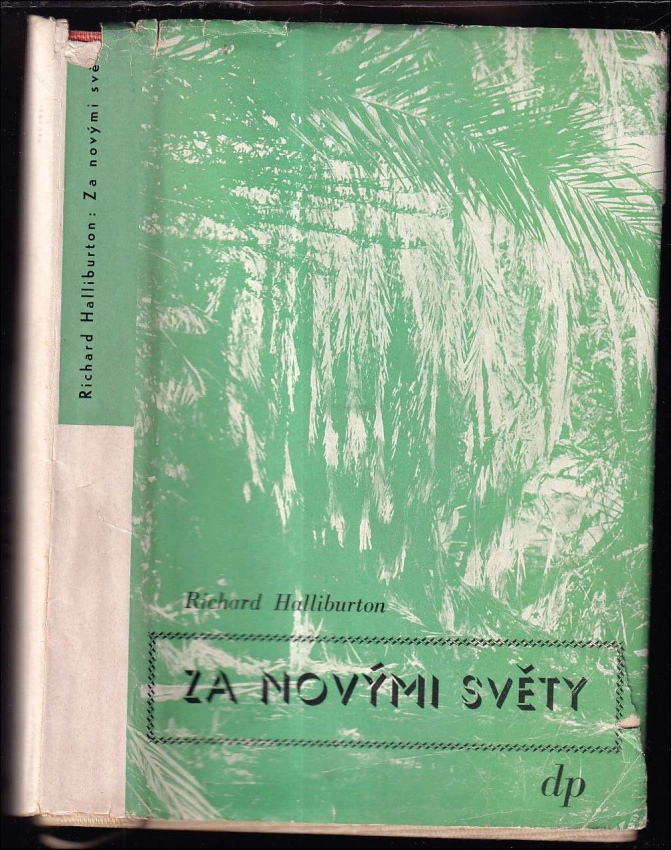 Richard Halliburton: Za novými svě
Richard Halliburton
ZA NOVÝMI SVĚTY
dp